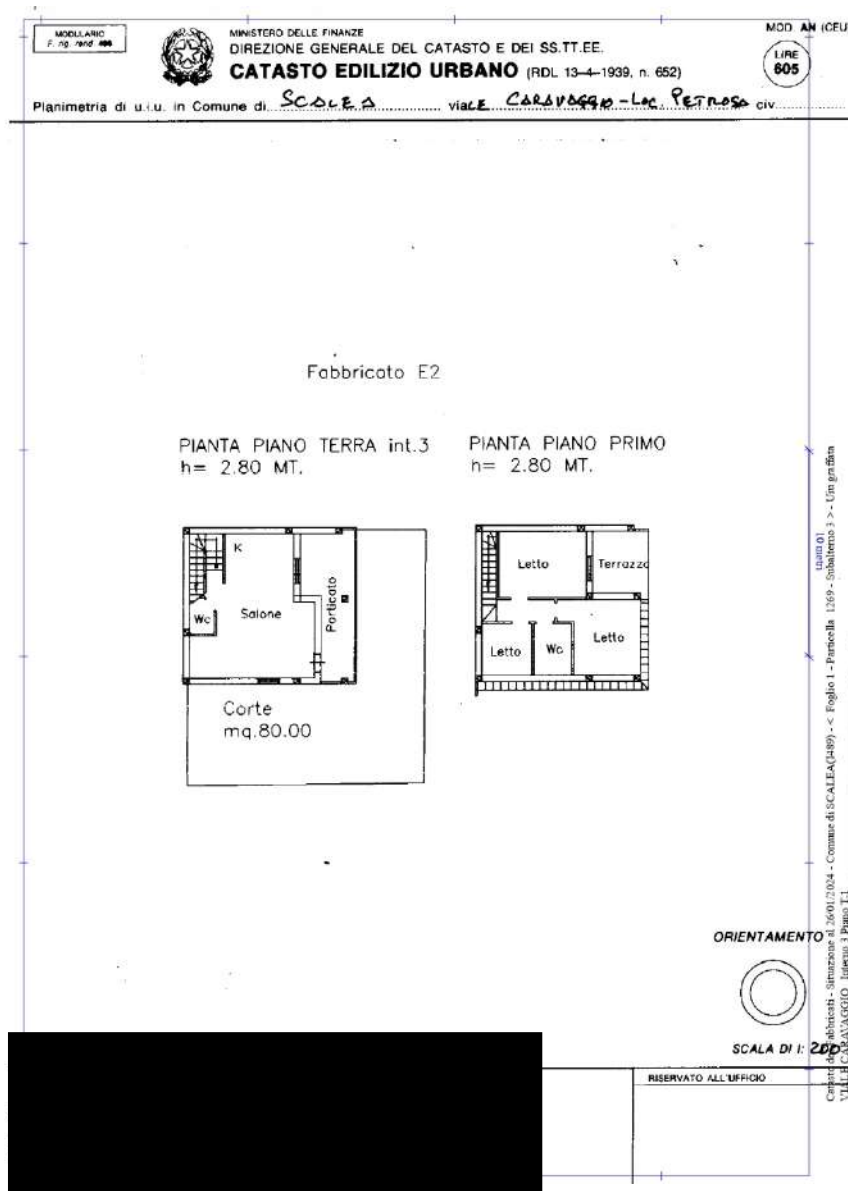 MODULARIO
F. rig. rend. 496
MINISTERO DELLE FINANZE
DIREZIONE GENERALE DEL CATASTO E DEI SS.TT.EE.
CATASTO EDILIZIO URBANO (RDL 13-4-1939, n. 652)
MOD. AN (CEU
LIRE
605
Planimetria di u.i.u. in Comune di SCALEA viaLE CARAVAGGIO - Loc. PETROSA civ.
Fabbricato E2
PIANTA PIANO TERRA int.3
h= 2.80 MT.
PIANTA PIANO PRIMO
h= 2.80 MT.
K
Wc
Salone
Porticato
Corte
mq.80.00
Letto
Terrazzo
Letto
Wc
Letto
10 metri
Catasto dei Fabbricati - Situazione al 26/01/2024 - Comune di SCALEA(I489) - < Foglio 1 - Particella 1269 - Subalterno 3 > - Uiu graffata
VIALE CARAVAGGIO Interno 3 Piano T-1
ORIENTAMENTO
SCALA DI 1: 200
RISERVATO ALL'UFFICIO